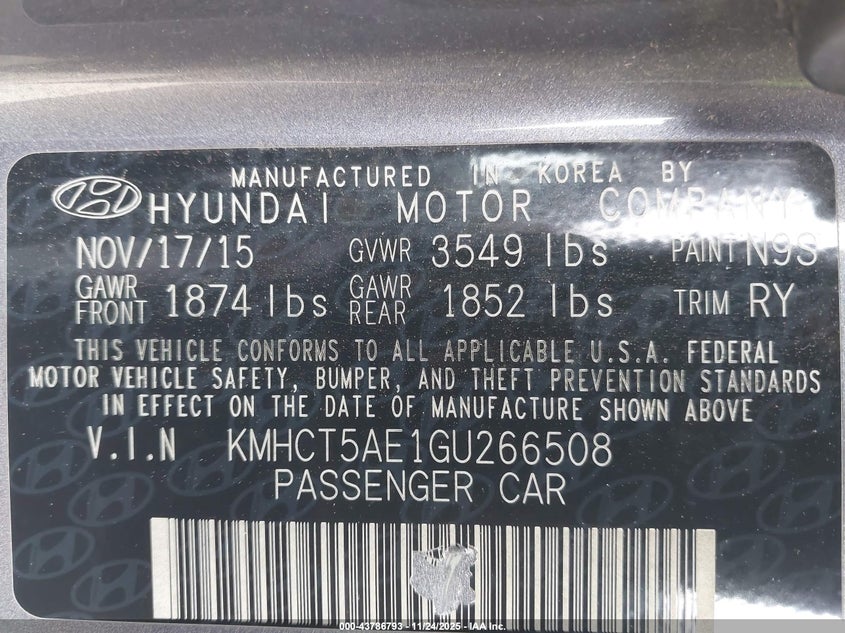 MANUFACTURED IN KOREA BY
HYUNDAI MOTOR COMPANY
NOV/17/15 GVWR 3549 lbs PAINT N9S
GAWR FRONT 1874 lbs GAWR REAR 1852 lbs TRIM RY
THIS VEHICLE CONFORMS TO ALL APPLICABLE U.S.A. FEDERAL
MOTOR VEHICLE SAFETY, BUMPER, AND THEFT PREVENTION STANDARDS
IN EFFECT ON THE DATE OF MANUFACTURE SHOWN ABOVE
V.I.N KMHCT5AE1GU266508
PASSENGER CAR
000-43786793 - 11/24/2025 - IAA Inc.